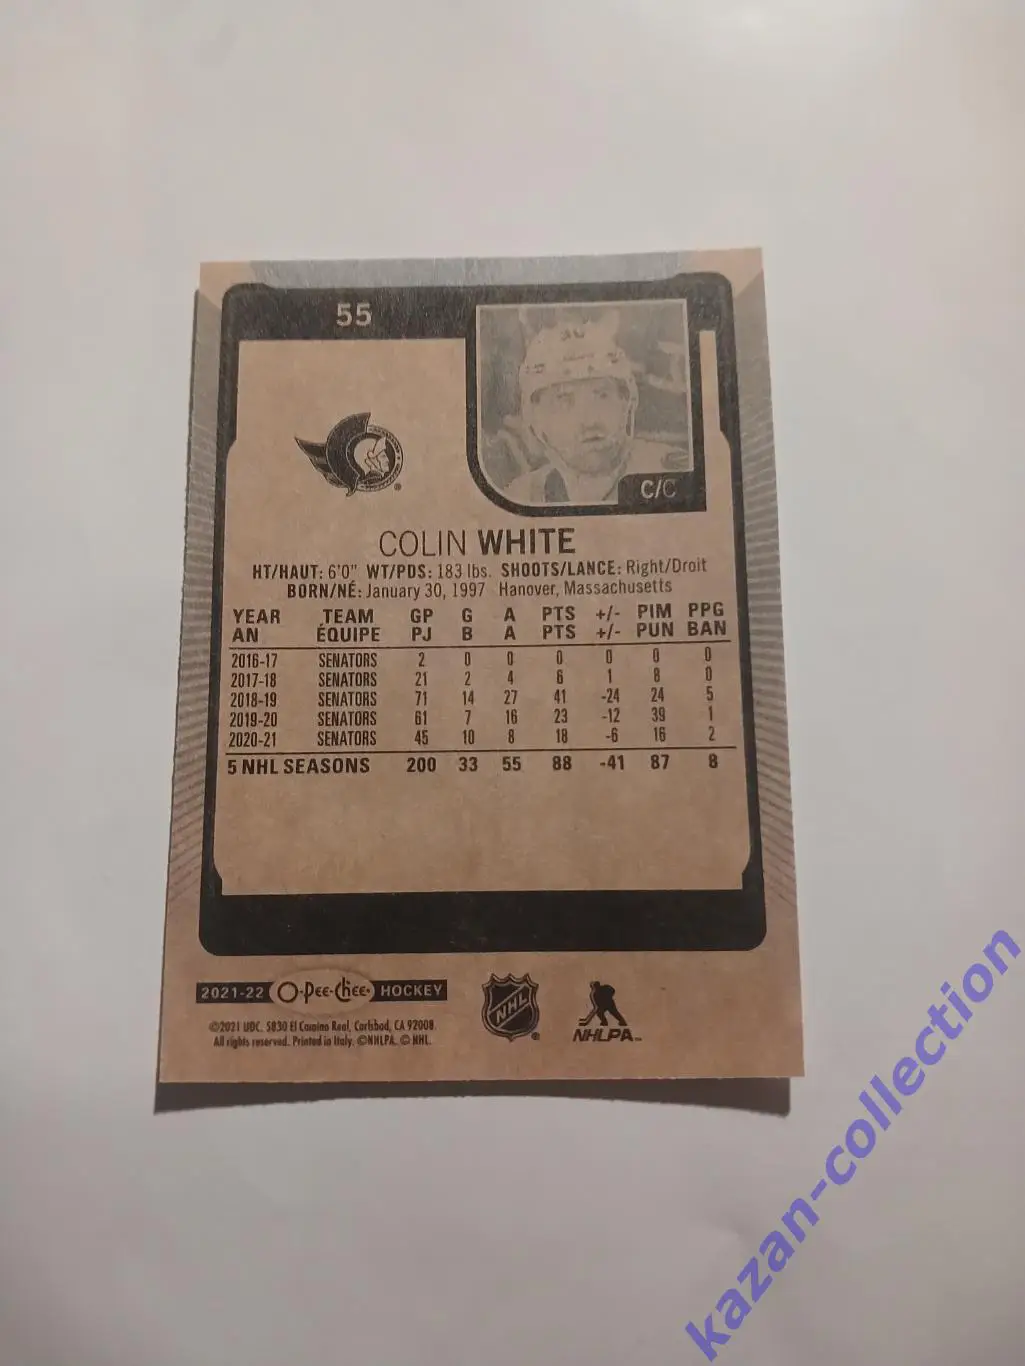 55
C/C
COLIN WHITE
HT/HAUT: 6'0" WT/PDS: 183 lbs. SHOOTS/LANCE: Right/Droit
BORN/NÉ: January 30, 1997 Hanover, Massachusetts
YEAR TEAM GP G A PTS +/- PIM PPG
AN ÉQUIPE PJ B A PTS +/- PUN BAN
2016-17 SENATORS 2 0 0 0 0 0 0
2017-18 SENATORS 21 2 4 6 1 8 0
2018-19 SENATORS 71 14 27 41 -24 24 5
2019-20 SENATORS 61 7 16 23 -12 39 1
2020-21 SENATORS 45 10 8 18 -6 16 2
5 NHL SEASONS 200 33 55 88 -41 87 8
2021-22 O-Pee-Chee HOCKEY
©2021 UDC. 5830 El Camino Real, Carlsbad, CA 92008.
All rights reserved. Printed in Italy. ©NHLPA. © NHL.
NHL
NHLPA
kazan-collection